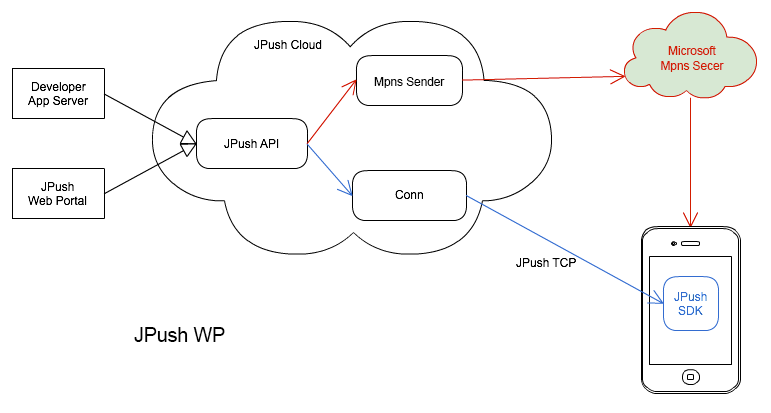 JPush Cloud
Microsoft
Mpns Secer
Developer
App Server
Mpns Sender
JPush API
JPush
Web Portal
Conn
JPush TCP
JPush
SDK
JPush WP